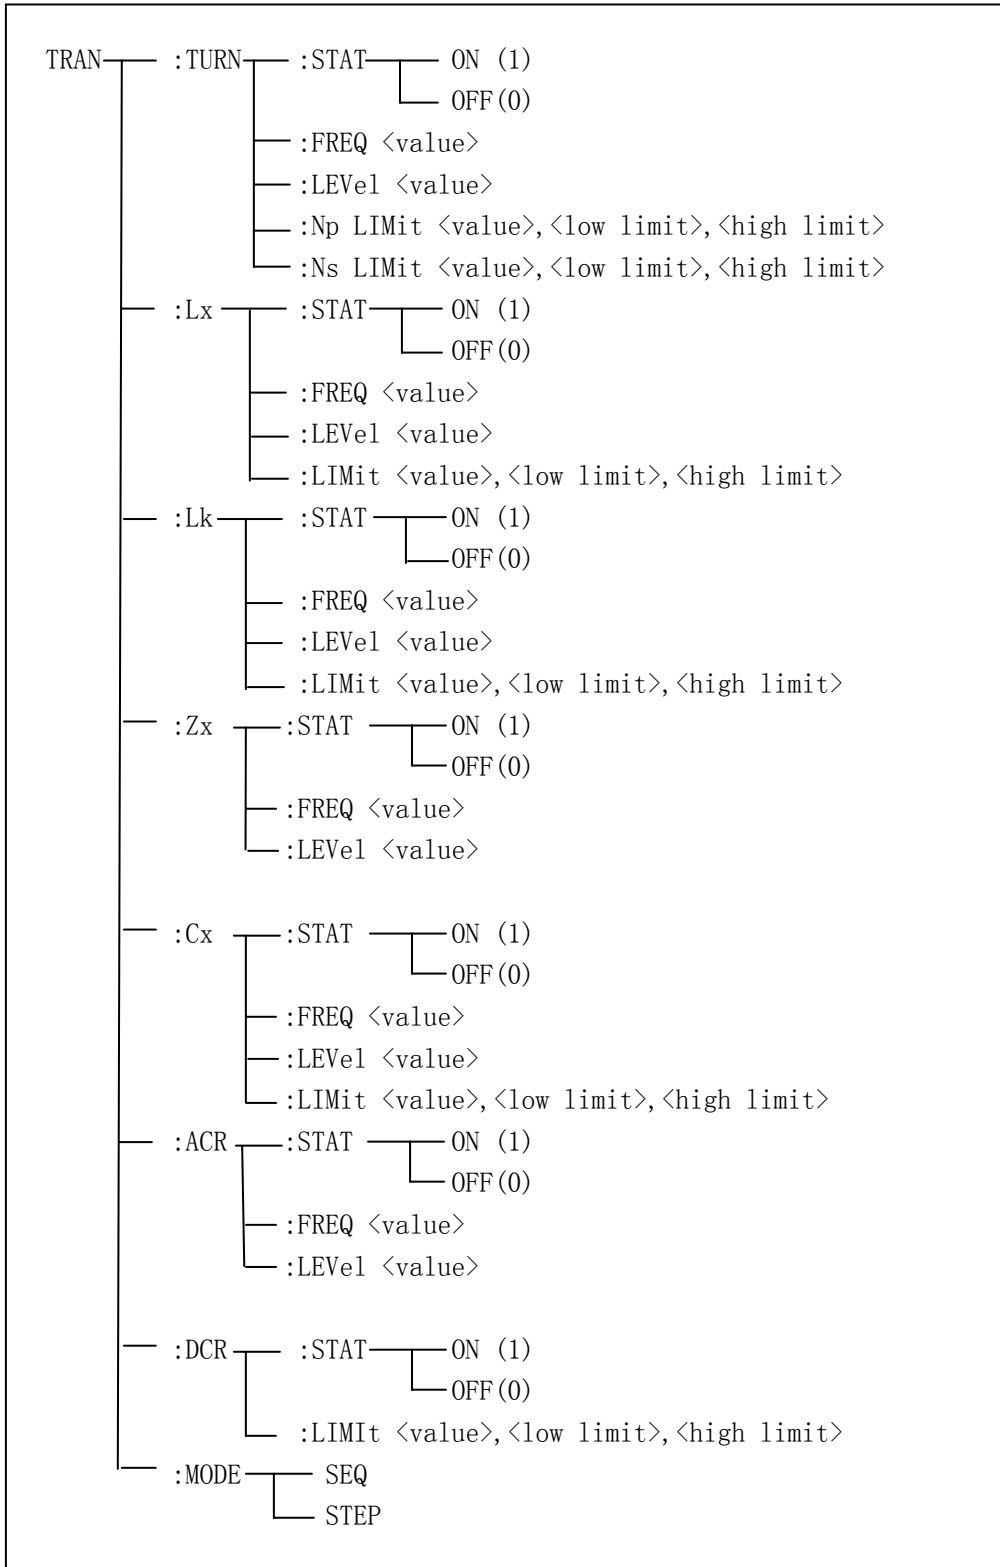 TRAN :TURN :STAT ON (1)
OFF(0)
:FREQ <value>
:LEVel <value>
:Np LIMit <value>,<low limit>,<high limit>
:Ns LIMit <value>,<low limit>,<high limit>
:Lx :STAT ON (1)
OFF(0)
:FREQ <value>
:LEVel <value>
:LIMit <value>,<low limit>,<high limit>
:Lk :STAT ON (1)
OFF(0)
:FREQ <value>
:LEVel <value>
:LIMit <value>,<low limit>,<high limit>
:Zx :STAT ON (1)
OFF(0)
:FREQ <value>
:LEVel <value>
:Cx :STAT ON (1)
OFF(0)
:FREQ <value>
:LEVel <value>
:LIMit <value>,<low limit>,<high limit>
:ACR :STAT ON (1)
OFF(0)
:FREQ <value>
:LEVel <value>
:DCR :STAT ON (1)
OFF(0)
:LIMIt <value>,<low limit>,<high limit>
:MODE SEQ
STEP